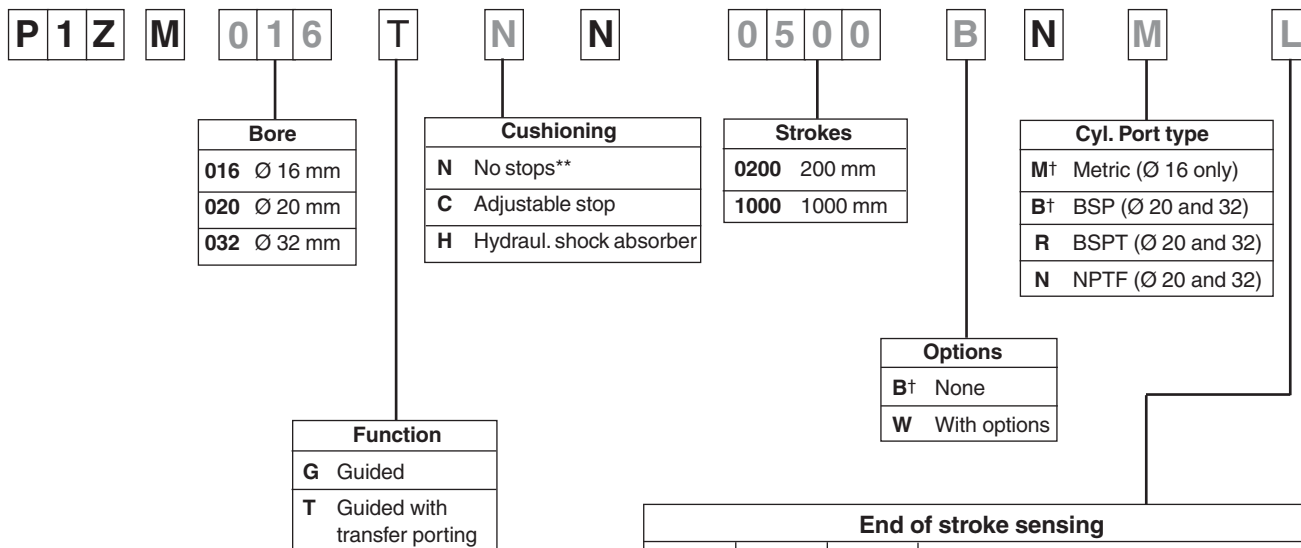 P 1 Z M 0 1 6 T N N 0 5 0 0 B N M L
Bore
016 Ø 16 mm
020 Ø 20 mm
032 Ø 32 mm
Cushioning
N No stops**
C Adjustable stop
H Hydraul. shock absorber
Strokes
0200 200 mm
1000 1000 mm
Cyl. Port type
M† Metric (Ø 16 only)
B† BSP (Ø 20 and 32)
R BSPT (Ø 20 and 32)
N NPTF (Ø 20 and 32)
Options
B† None
W With options
Function
G Guided
T Guided with
transfer porting
End of stroke sensing